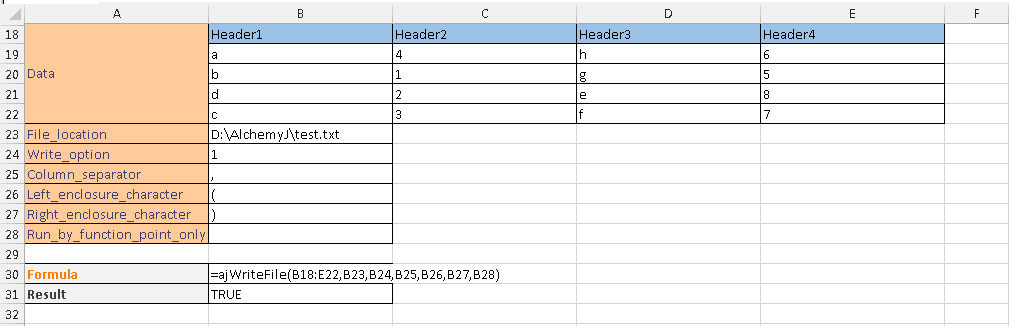 A B C D E F
18 Header1 Header2 Header3 Header4
19 a 4 h 6
20 Data b 1 g 5
21 d 2 e 8
22 c 3 f 7
23 File_location D:\AlchemyJ\test.txt
24 Write_option 1
25 Column_separator ,
26 Left_enclosure_character (
27 Right_enclosure_character )
28 Run_by_function_point_only
29
30 Formula =ajWriteFile(B18:E22,B23,B24,B25,B26,B27,B28)
31 Result TRUE
32